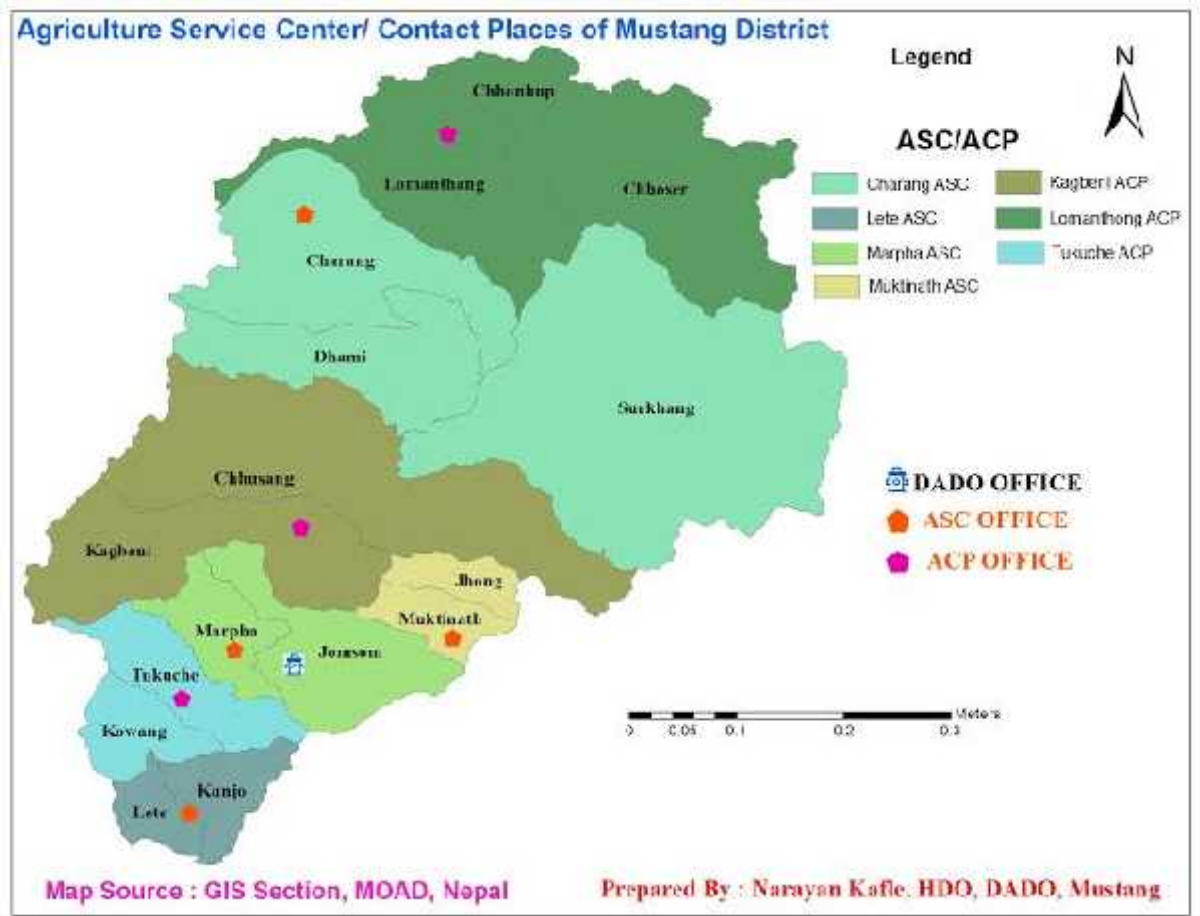 Agriculture Service Center/ Contact Places of Mustang District
Legend
N
ASC/ACP
Charang ASC
Kagbeni ACP
Lete ASC
Lomanthong ACP
Marpha ASC
Tukuche ACP
Muktinath ASC
Chhonhup
Lomanthang
Chhoser
Charang
Dhami
Surkhang
Chhusang
Kagbeni
Jhong
Muktinath
Marpha
Jomsom
Tukuche
Kowang
Kunjo
Lete
DADO OFFICE
ASC OFFICE
ACP OFFICE
Meters
0 0.05 0.1 0.2 0.3
Map Source : GIS Section, MOAD, Nepal
Prepared By : Narayan Kafle. HDO, DADO, Mustang